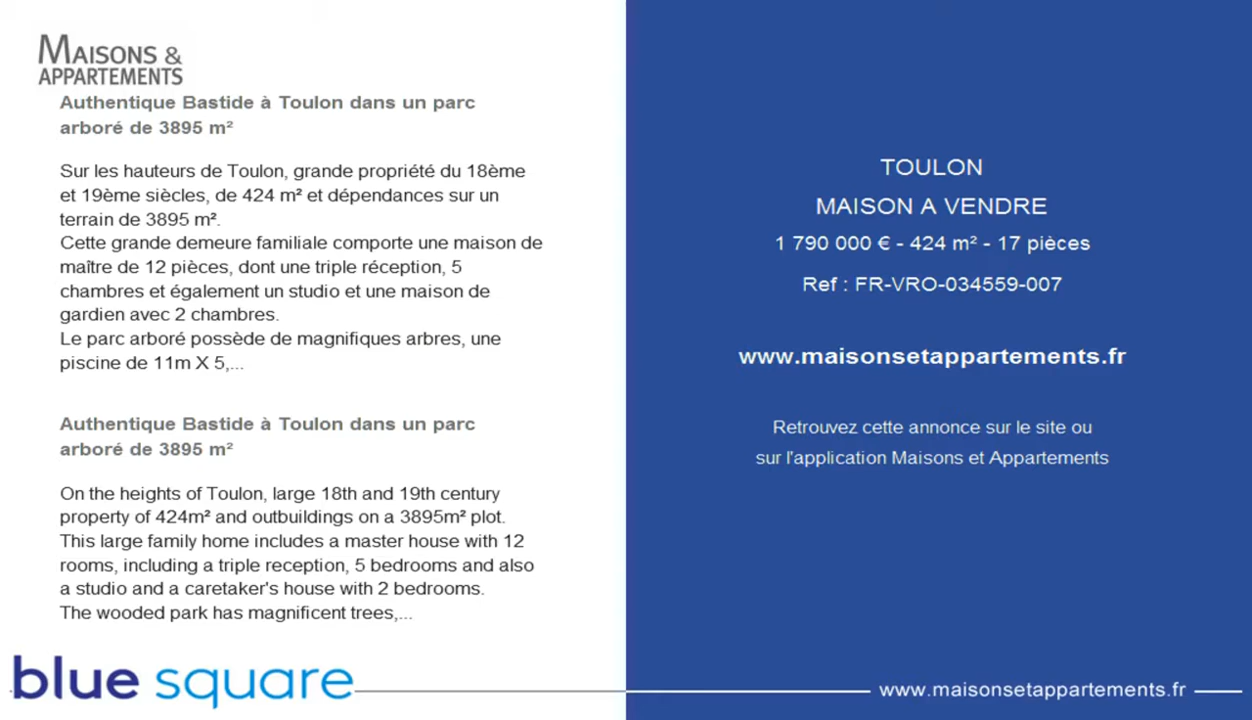 MAISONS &
APPARTEMENTS
Authentique Bastide à Toulon dans un parc
arboré de 3895 m²
Sur les hauteurs de Toulon, grande propriété du 18ème
et 19ème siècles, de 424 m² et dépendances sur un
terrain de 3895 m².
Cette grande demeure familiale comporte une maison de
maître de 12 pièces, dont une triple réception, 5
chambres et également un studio et une maison de
gardien avec 2 chambres.
Le parc arboré possède de magnifiques arbres, une
piscine de 11m X 5,...
Authentique Bastide à Toulon dans un parc
arboré de 3895 m²
On the heights of Toulon, large 18th and 19th century
property of 424m² and outbuildings on a 3895m² plot.
This large family home includes a master house with 12
rooms, including a triple reception, 5 bedrooms and also
a studio and a caretaker's house with 2 bedrooms.
The wooded park has magnificent trees,...
blue square
TOULON
MAISON A VENDRE
1 790 000 € - 424 m² - 17 pièces
Ref : FR-VRO-034559-007
www.maisonsetappartements.fr
Retrouvez cette annonce sur le site ou
sur l'application Maisons et Appartements
www.maisonsetappartements.fr